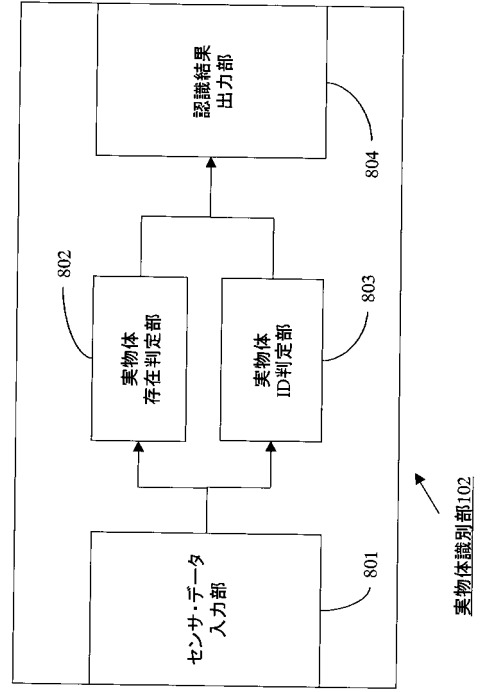 センサ・データ
入力部
801
実物体
存在判定部
802
実物体
ID判定部
803
認識結果
出力部
804
実物体識別部102